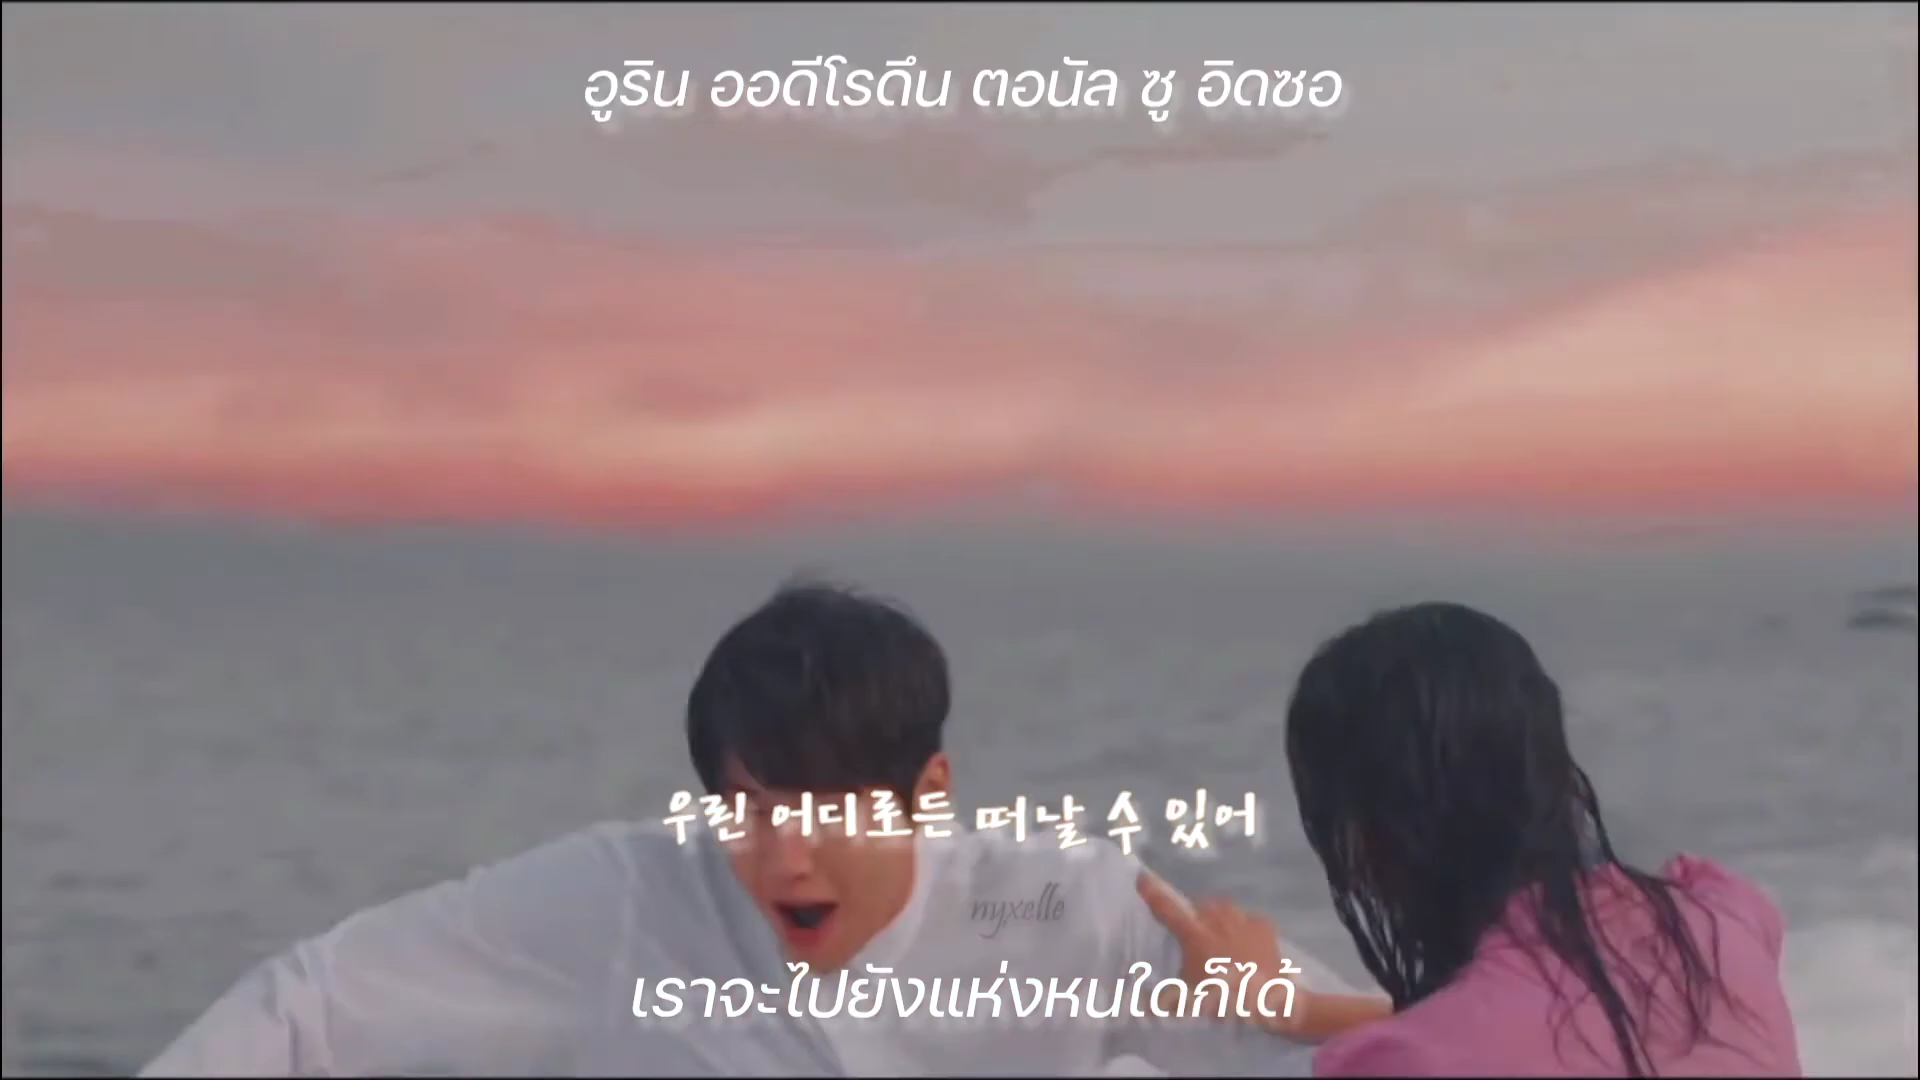 อูริน ออดีโรดึน ตอนัล ซู อิดซอ
우린 어디로든 떠날 수 있어
nyxelle
เราจะไปยังแห่งหนใดก็ได้